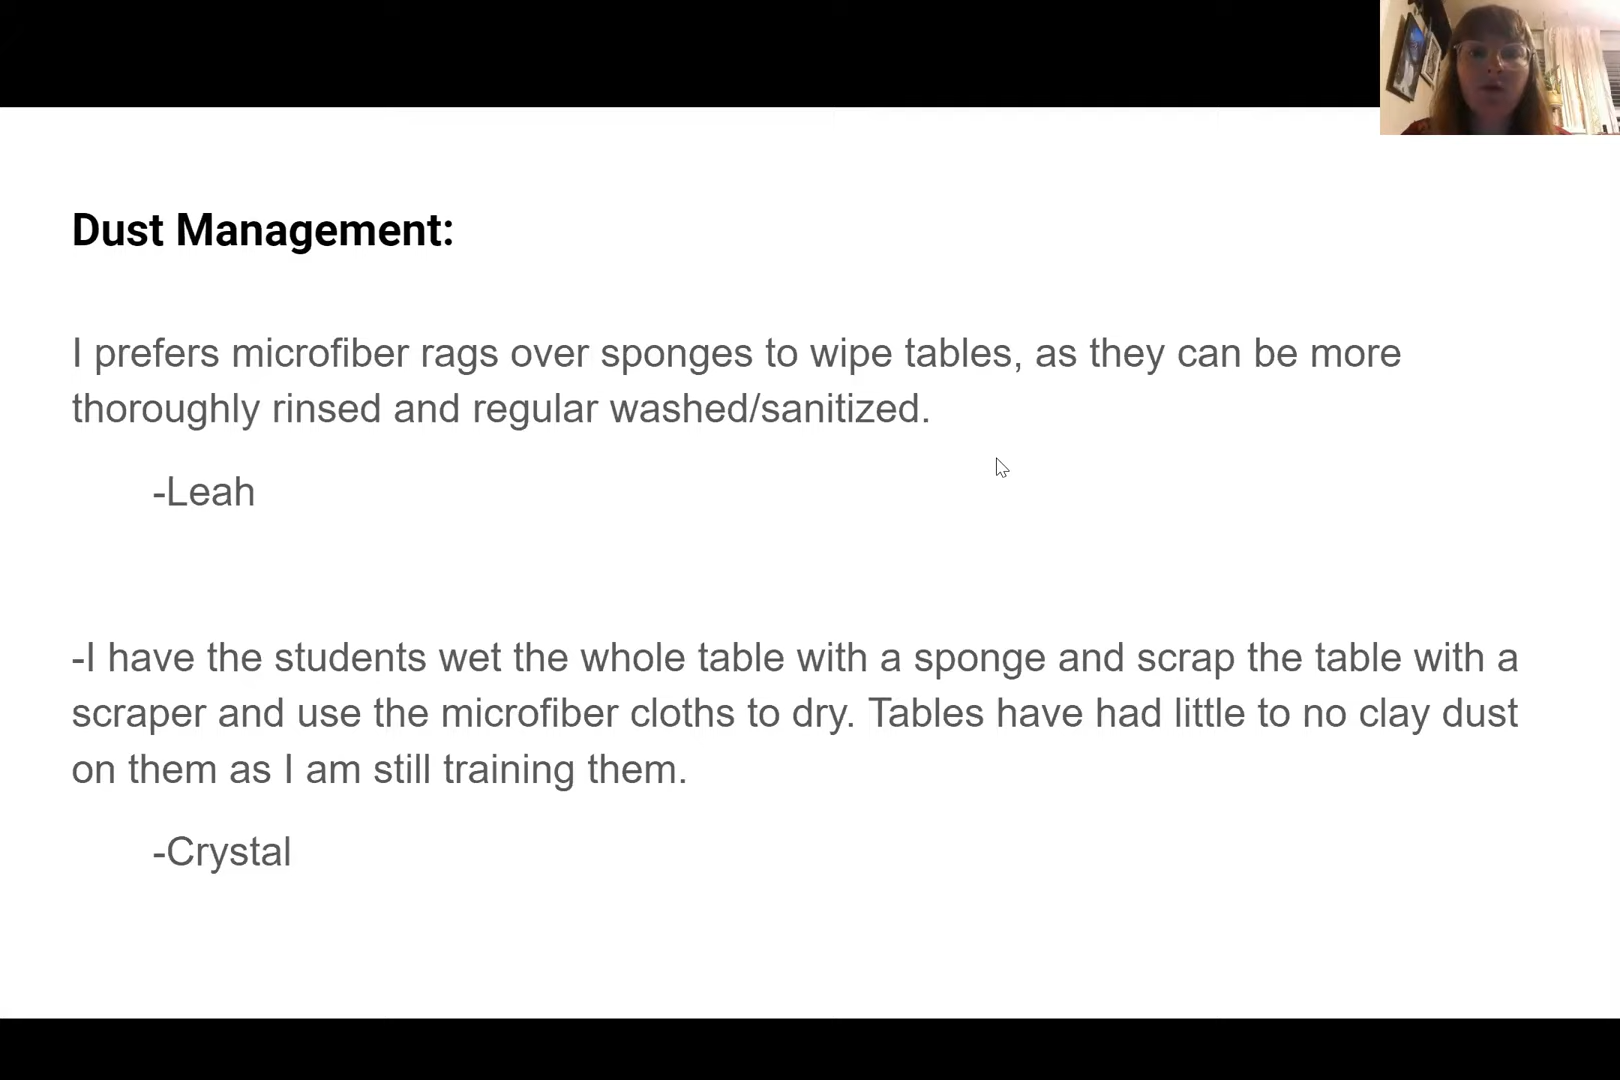 Dust Management:
I prefers microfiber rags over sponges to wipe tables, as they can be more
thoroughly rinsed and regular washed/sanitized.
-Leah
-I have the students wet the whole table with a sponge and scrap the table with a
scraper and use the microfiber cloths to dry. Tables have had little to no clay dust
on them as I am still training them.
-Crystal